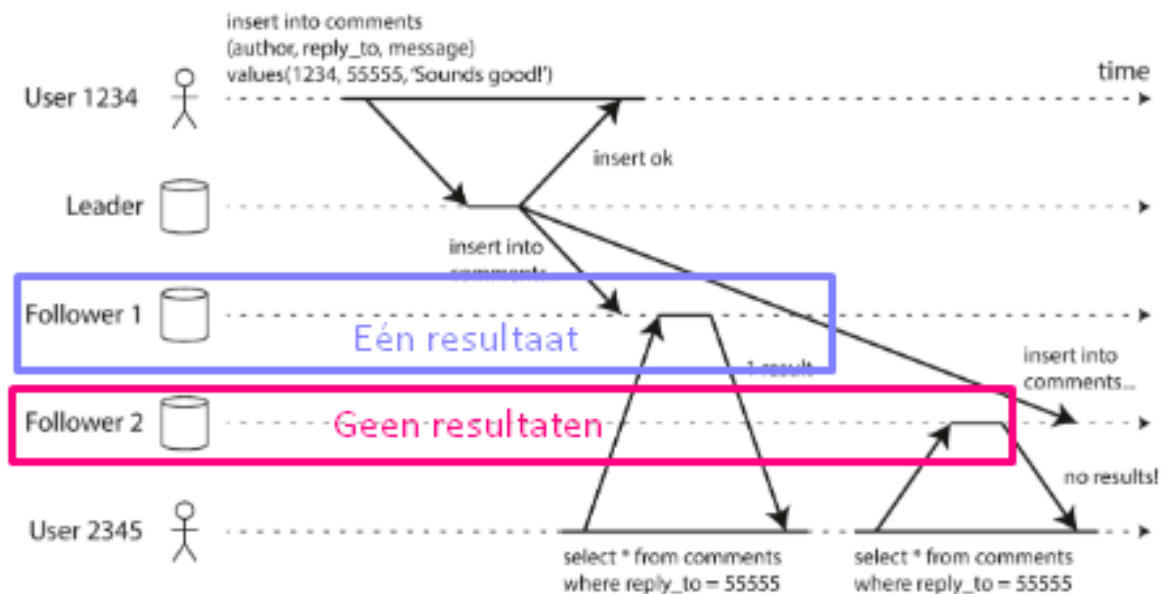 insert into comments
(author, reply_to, message)
values(1234, 55555, 'Sounds good!')
time
User 1234
insert ok
Leader
insert into
comments...
Follower 1
Eén resultaat
1 result
insert into
comments...
Follower 2
Geen resultaten
no results!
User 2345
select * from comments
where reply_to = 55555
select * from comments
where reply_to = 55555